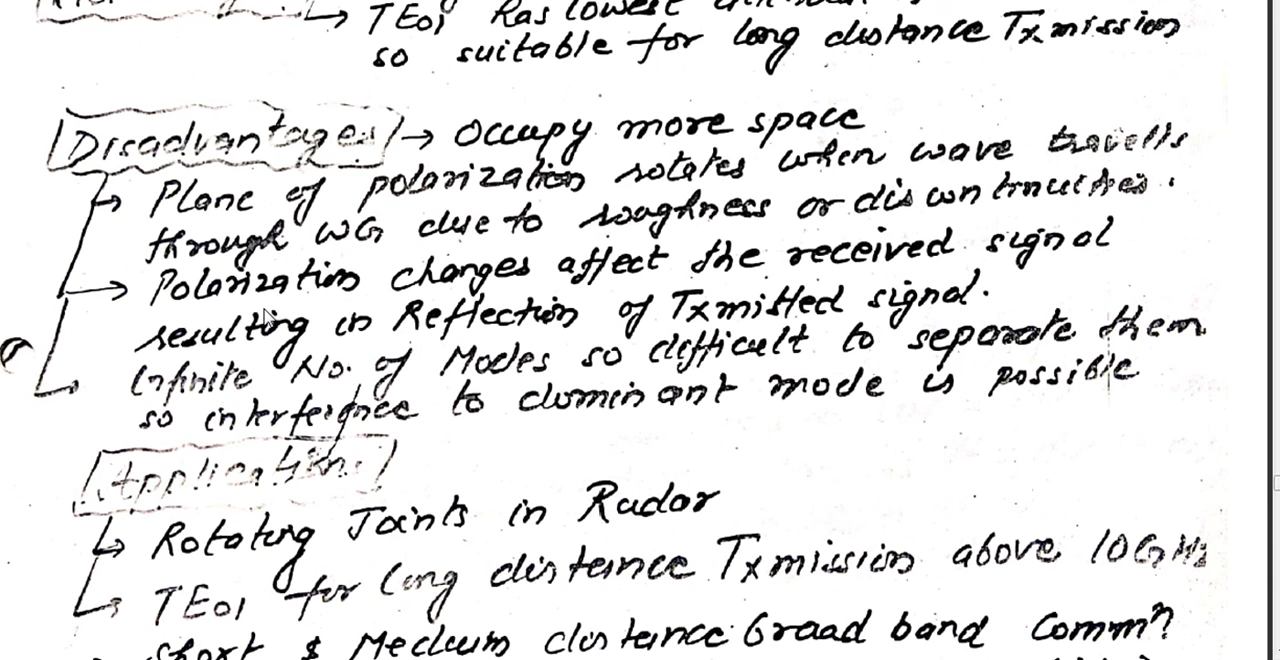 ↳ TE01 has lowest
so suitable for long distance Txmission
Disadvantages → Occupy more space
→ Plane of polarization rotates when wave travells
through WG due to roughness or discontinuities.
→ Polarization changes affect the received signal
resulting in Reflection of Txmitted signal.
→ Infinite No. of Modes so difficult to separate them
so interference to dominant mode is possible
Applications
↳ Rotating Joints in Radar
↳ TE01 for long distance Txmission above 10GHz
Short & Medium distance Broad band Commn